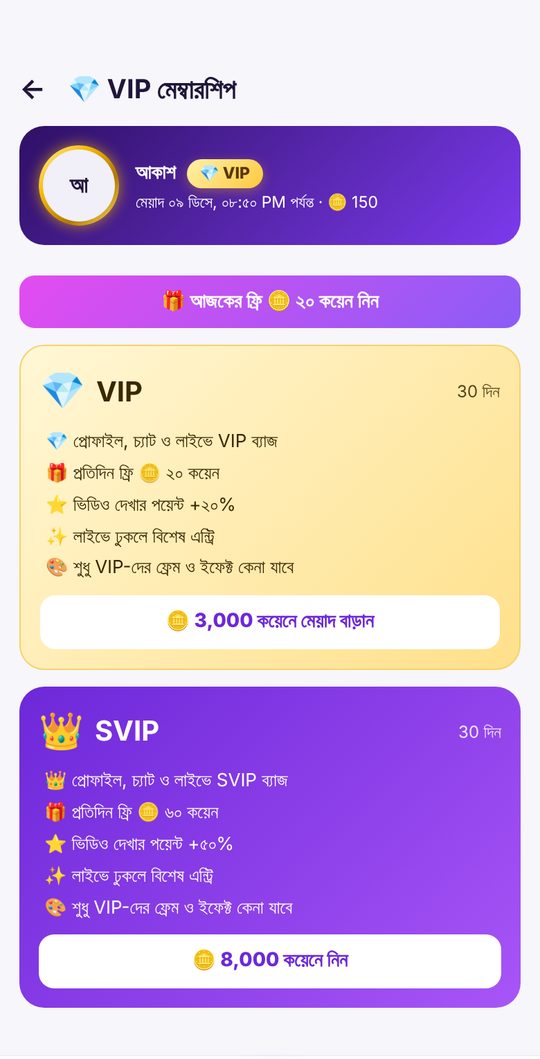 ← 💎 VIP মেম্বারশিপ
আ
আকাশ 💎 VIP
মেয়াদ ০৯ ডিসে, ০৮:৫০ PM পর্যন্ত · 🪙 150
🎁 আজকের ফ্রি 🪙 ২০ কয়েন নিন
💎 VIP 30 দিন
💎 প্রোফাইল, চ্যাট ও লাইভে VIP ব্যাজ
🎁 প্রতিদিন ফ্রি 🪙 ২০ কয়েন
⭐ ভিডিও দেখার পয়েন্ট +২০%
✨ লাইভে ঢুকলে বিশেষ এন্ট্রি
🎨 শুধু VIP-দের ফ্রেম ও ইফেক্ট কেনা যাবে
🪙 3,000 কয়েনে মেয়াদ বাড়ান
👑 SVIP 30 দিন
👑 প্রোফাইল, চ্যাট ও লাইভে SVIP ব্যাজ
🎁 প্রতিদিন ফ্রি 🪙 ৬০ কয়েন
⭐ ভিডিও দেখার পয়েন্ট +৫০%
✨ লাইভে ঢুকলে বিশেষ এন্ট্রি
🎨 শুধু VIP-দের ফ্রেম ও ইফেক্ট কেনা যাবে
🪙 8,000 কয়েনে নিন